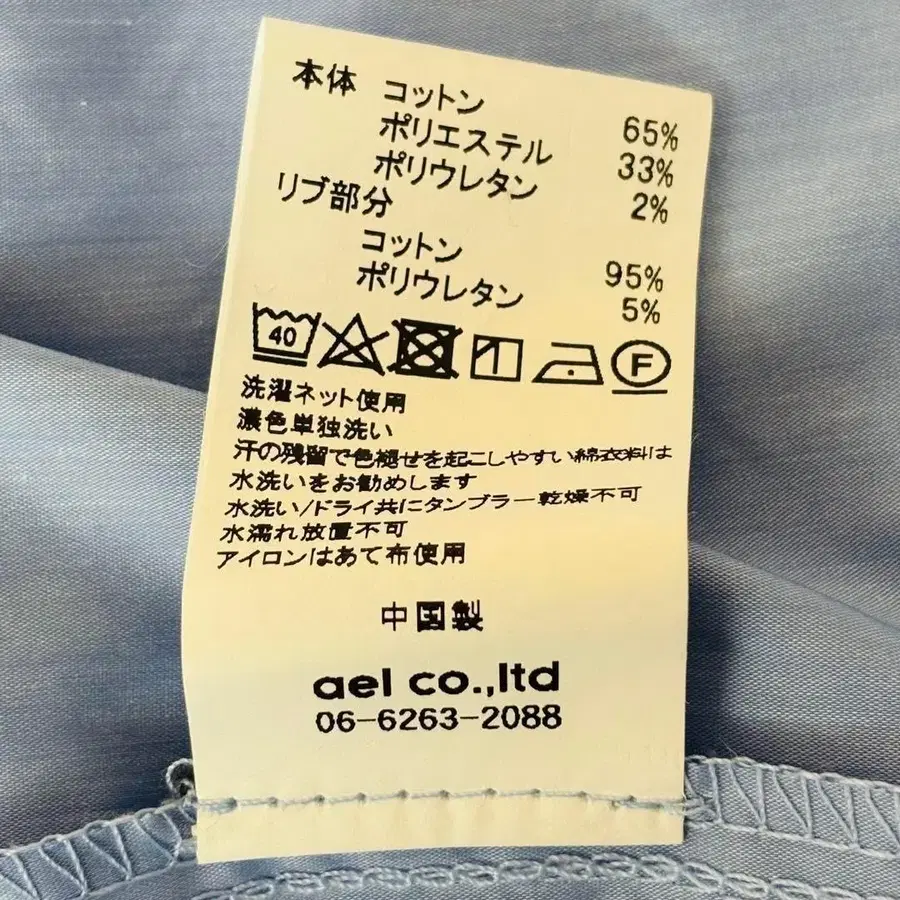 本体 コットン 65%
ポリエステル 33%
ポリウレタン 2%
リブ部分
コットン 95%
ポリウレタン 5%
40 F
洗濯ネット使用
濃色単独洗い
汗の残留で色褪せを起こしやすい綿衣料は
水洗いをお勧めします
水洗い/ドライ共にタンブラー乾燥不可
水濡れ放置不可
アイロンはあて布使用
中国製
ael co.,ltd
06-6263-2088